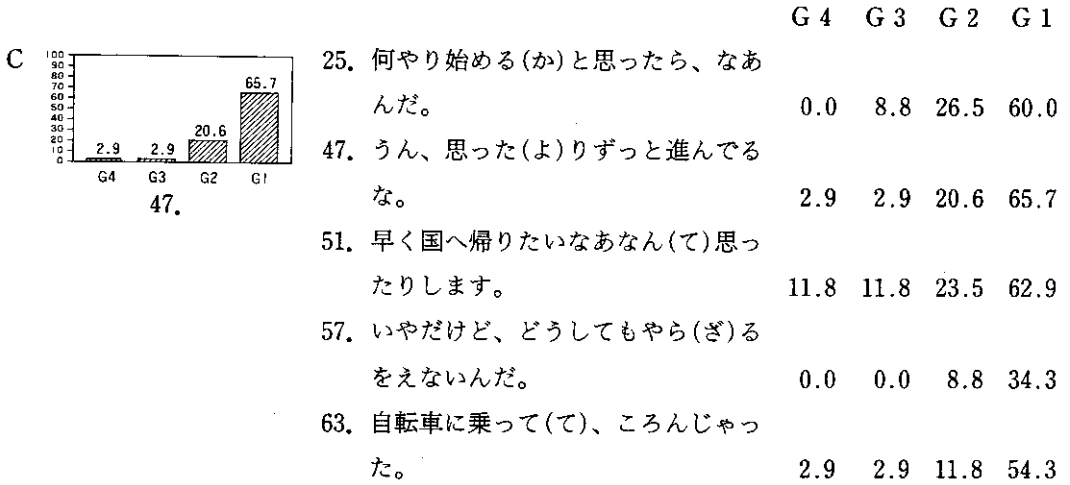 G4 G3 G2 G1
C
100
90
80
70
60
50
40
30
20
10
0
2.9 2.9 20.6 65.7
G4 G3 G2 G1
47.
25. 何やり始める(か)と思ったら、なあ
んだ。 0.0 8.8 26.5 60.0
47. うん、思った(よ)りずっと進んでる
な。 2.9 2.9 20.6 65.7
51. 早く国へ帰りたいなあなん(て)思っ
たりします。 11.8 11.8 23.5 62.9
57. いやだけど、どうしてもやら(ざ)る
をえないんだ。 0.0 0.0 8.8 34.3
63. 自転車に乗って(て)、ころんじゃっ
た。 2.9 2.9 11.8 54.3